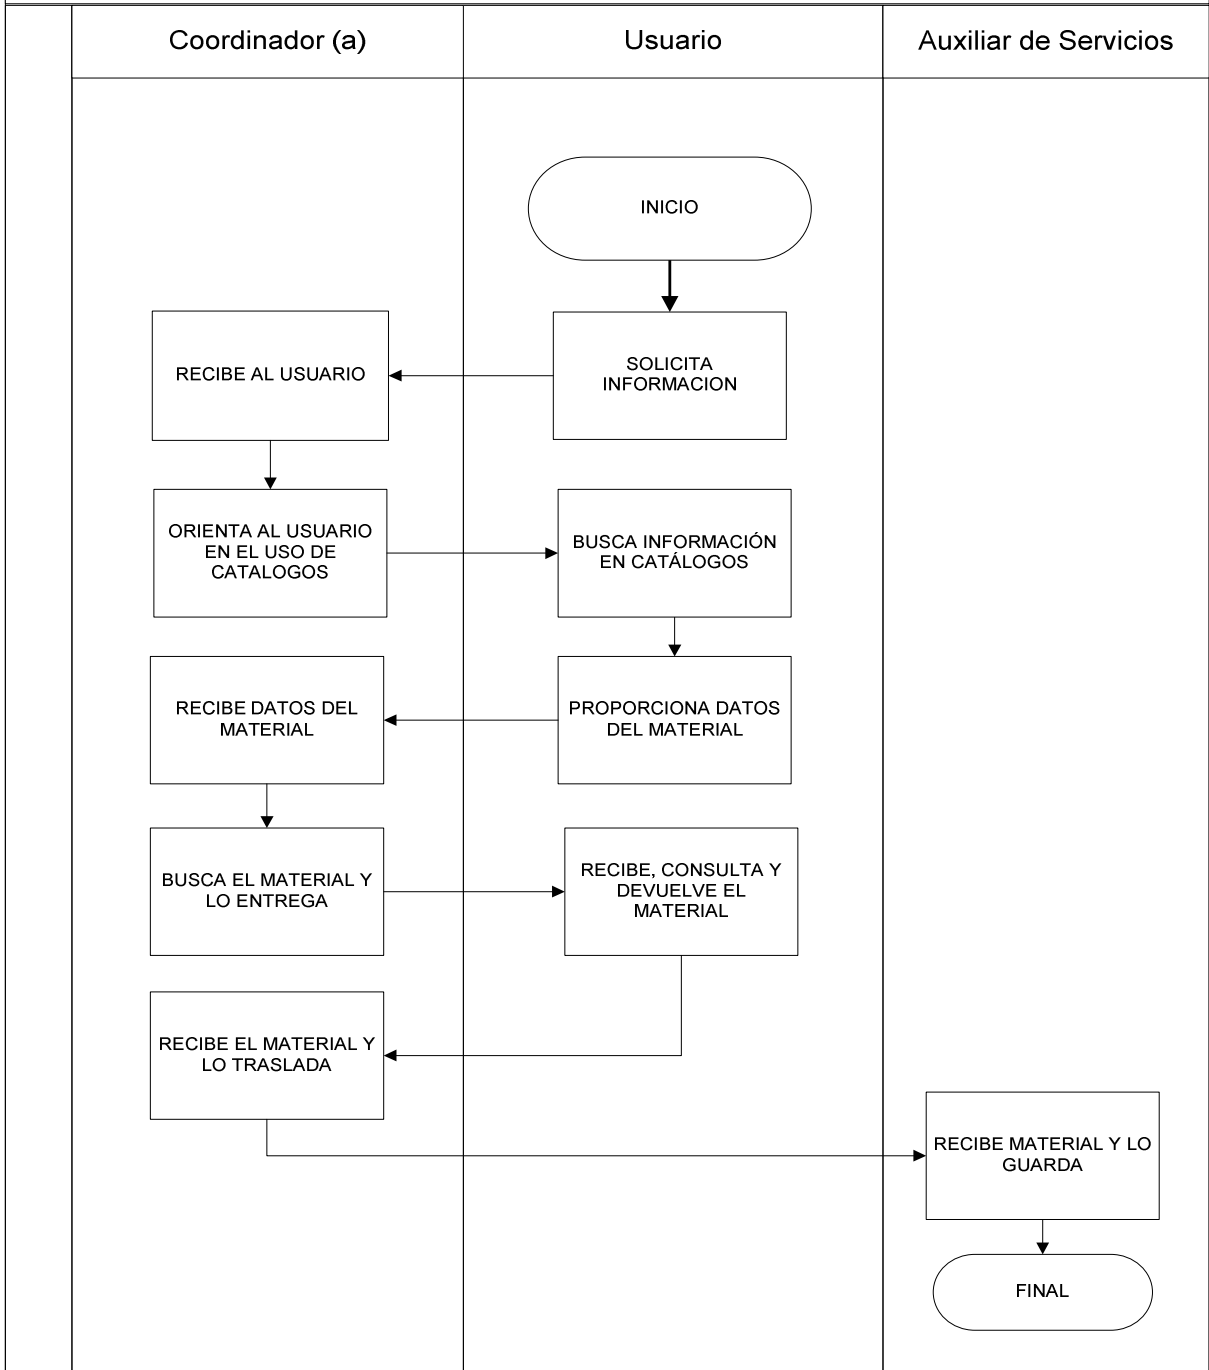 Coordinador (a)
Usuario
Auxiliar de Servicios
INICIO
SOLICITA
INFORMACION
RECIBE AL USUARIO
ORIENTA AL USUARIO
EN EL USO DE
CATALOGOS
BUSCA INFORMACIÓN
EN CATÁLOGOS
PROPORCIONA DATOS
DEL MATERIAL
RECIBE DATOS DEL
MATERIAL
BUSCA EL MATERIAL Y
LO ENTREGA
RECIBE, CONSULTA Y
DEVUELVE EL
MATERIAL
RECIBE EL MATERIAL Y
LO TRASLADA
RECIBE MATERIAL Y LO
GUARDA
FINAL